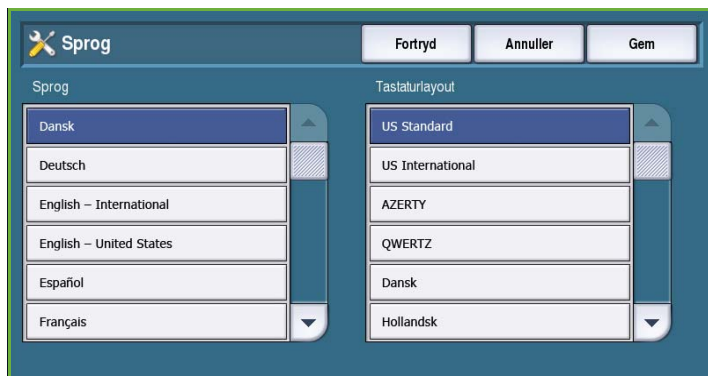 Sprog
Fortryd
Annuller
Gem
Sprog
Dansk
Deutsch
English – International
English – United States
Español
Français
Tastaturlayout
US Standard
US International
AZERTY
QWERTZ
Dansk
Hollandsk